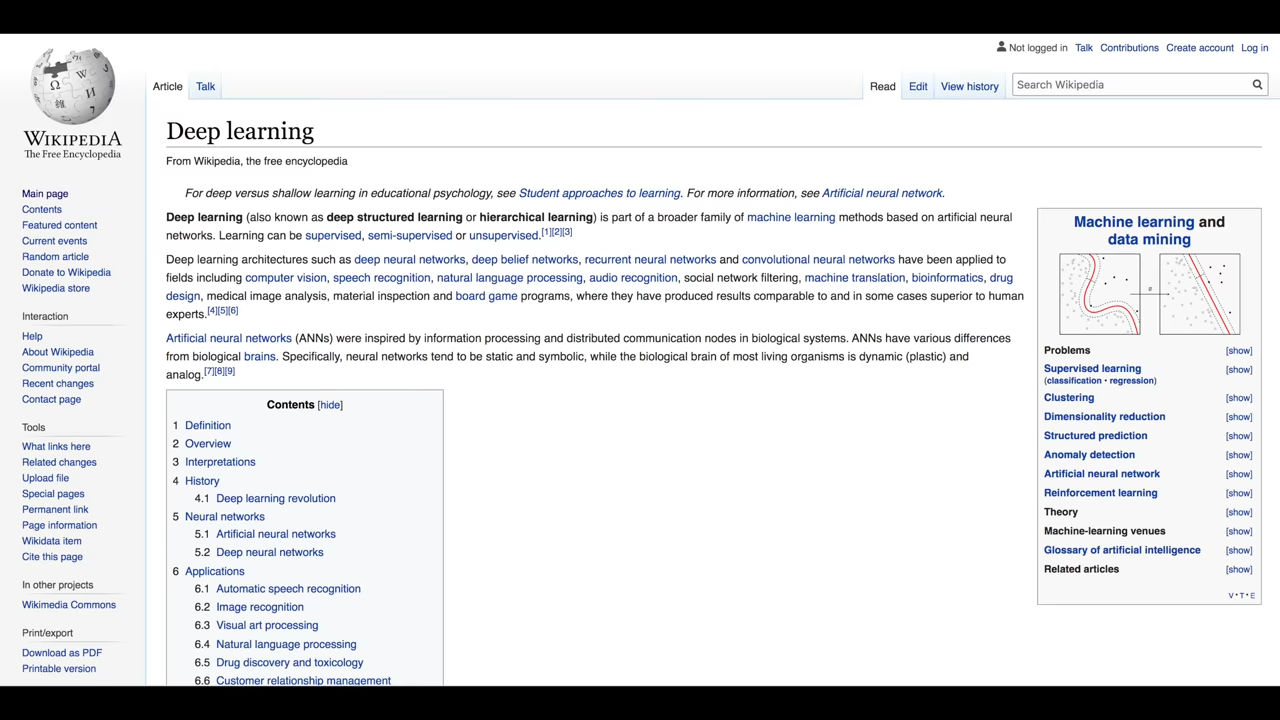 Not logged in Talk Contributions Create account Log in
Article Talk Read Edit View history Search Wikipedia
WIKIPEDIA
The Free Encyclopedia
Main page
Contents
Featured content
Current events
Random article
Donate to Wikipedia
Wikipedia store
Interaction
Help
About Wikipedia
Community portal
Recent changes
Contact page
Tools
What links here
Related changes
Upload file
Special pages
Permanent link
Page information
Wikidata item
Cite this page
In other projects
Wikimedia Commons
Print/export
Download as PDF
Printable version
Deep learning
From Wikipedia, the free encyclopedia
For deep versus shallow learning in educational psychology, see Student approaches to learning. For more information, see Artificial neural network.
Deep learning (also known as deep structured learning or hierarchical learning) is part of a broader family of machine learning methods based on artificial neural
networks. Learning can be supervised, semi-supervised or unsupervised.[1][2][3]
Deep learning architectures such as deep neural networks, deep belief networks, recurrent neural networks and convolutional neural networks have been applied to
fields including computer vision, speech recognition, natural language processing, audio recognition, social network filtering, machine translation, bioinformatics, drug
design, medical image analysis, material inspection and board game programs, where they have produced results comparable to and in some cases superior to human
experts.[4][5][6]
Artificial neural networks (ANNs) were inspired by information processing and distributed communication nodes in biological systems. ANNs have various differences
from biological brains. Specifically, neural networks tend to be static and symbolic, while the biological brain of most living organisms is dynamic (plastic) and
analog.[7][8][9]
Contents [hide]
1 Definition
2 Overview
3 Interpretations
4 History
4.1 Deep learning revolution
5 Neural networks
5.1 Artificial neural networks
5.2 Deep neural networks
6 Applications
6.1 Automatic speech recognition
6.2 Image recognition
6.3 Visual art processing
6.4 Natural language processing
6.5 Drug discovery and toxicology
6.6 Customer relationship management
Machine learning and
data mining
Problems [show]
Supervised learning [show]
(classification • regression)
Clustering [show]
Dimensionality reduction [show]
Structured prediction [show]
Anomaly detection [show]
Artificial neural network [show]
Reinforcement learning [show]
Theory [show]
Machine-learning venues [show]
Glossary of artificial intelligence [show]
Related articles [show]
V·T·E